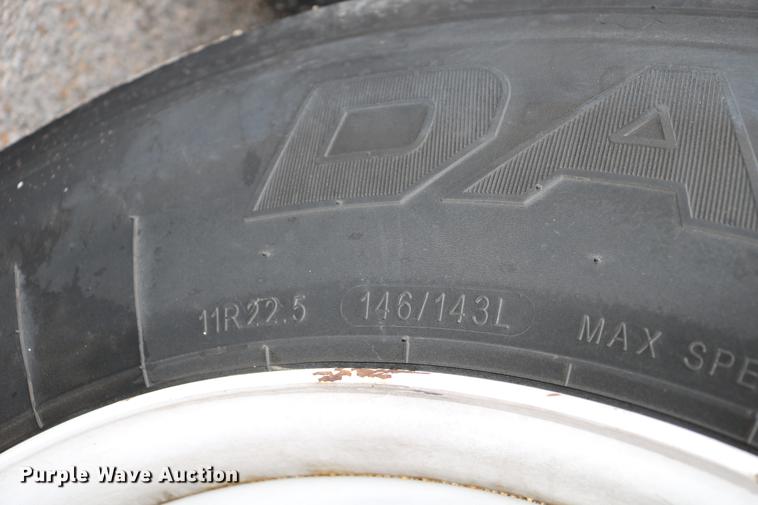 DA
11R22.5 146/143L MAX SPE
Purple Wave Auction